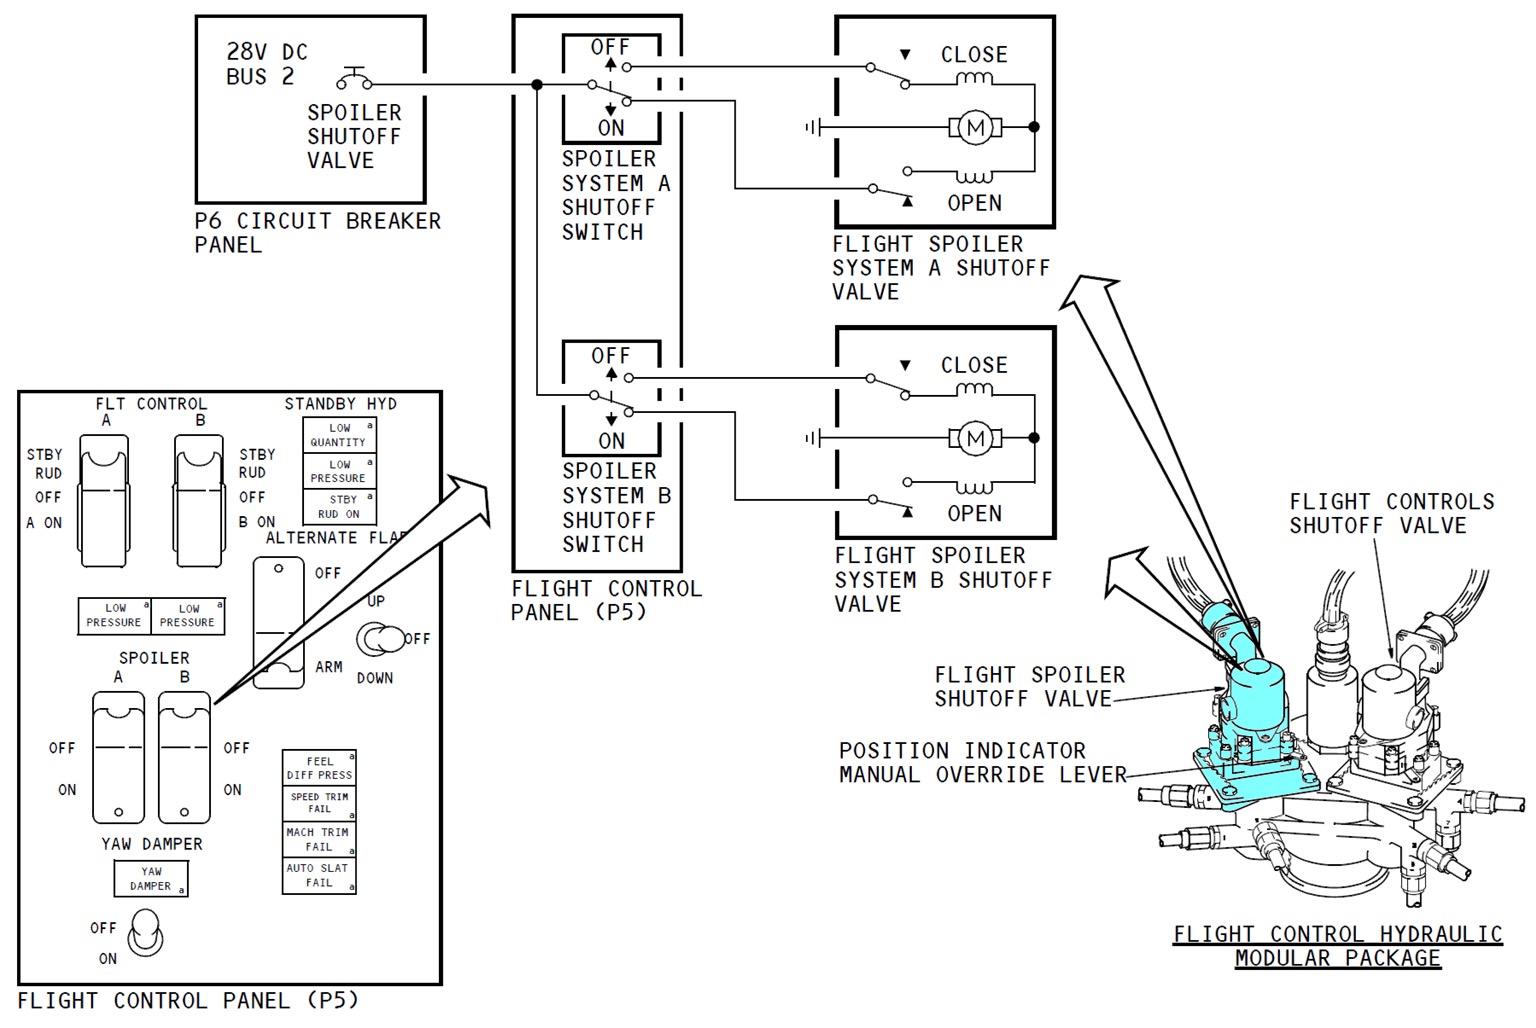 28V DC
BUS 2
SPOILER
SHUTOFF
VALVE
P6 CIRCUIT BREAKER
PANEL
OFF
ON
SPOILER
SYSTEM A
SHUTOFF
SWITCH
OFF
ON
SPOILER
SYSTEM B
SHUTOFF
SWITCH
FLIGHT CONTROL
PANEL (P5)
CLOSE
M
OPEN
FLIGHT SPOILER
SYSTEM A SHUTOFF
VALVE
CLOSE
M
OPEN
FLIGHT SPOILER
SYSTEM B SHUTOFF
VALVE
FLT CONTROL
A B
STBY
RUD
OFF
A ON
STBY
RUD
OFF
B ON
STANDBY HYD
LOW a
QUANTITY
LOW a
PRESSURE
STBY a
RUD ON
ALTERNATE FLAP
OFF
ARM
UP
OFF
DOWN
LOW a
PRESSURE
LOW a
PRESSURE
SPOILER
A B
OFF
ON
OFF
ON
FEEL a
DIFF PRESS
SPEED TRIM
FAIL a
MACH TRIM
FAIL a
AUTO SLAT
FAIL a
YAW DAMPER
YAW
DAMPER a
OFF
ON
FLIGHT CONTROL PANEL (P5)
FLIGHT CONTROLS
SHUTOFF VALVE
FLIGHT SPOILER
SHUTOFF VALVE
POSITION INDICATOR
MANUAL OVERRIDE LEVER
FLIGHT CONTROL HYDRAULIC
MODULAR PACKAGE